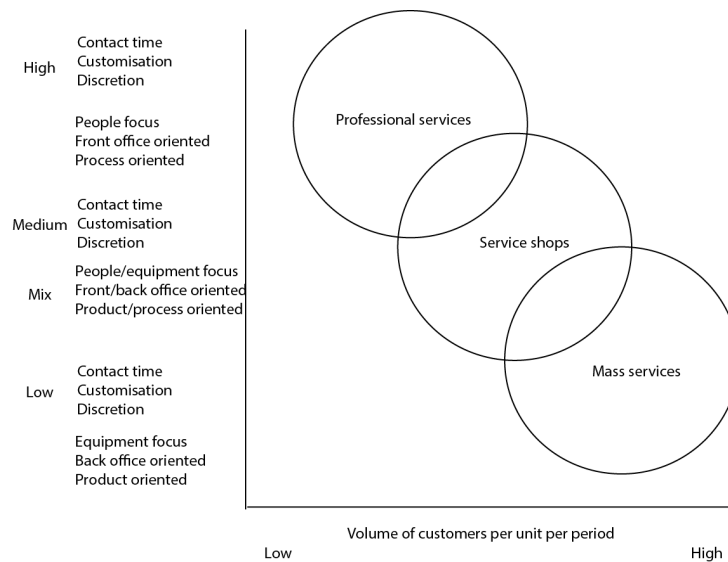 High
Contact time
Customisation
Discretion
People focus
Front office oriented
Process oriented
Professional services
Medium
Contact time
Customisation
Discretion
Service shops
Mix
People/equipment focus
Front/back office oriented
Product/process oriented
Low
Contact time
Customisation
Discretion
Mass services
Equipment focus
Back office oriented
Product oriented
Volume of customers per unit per period
Low
High